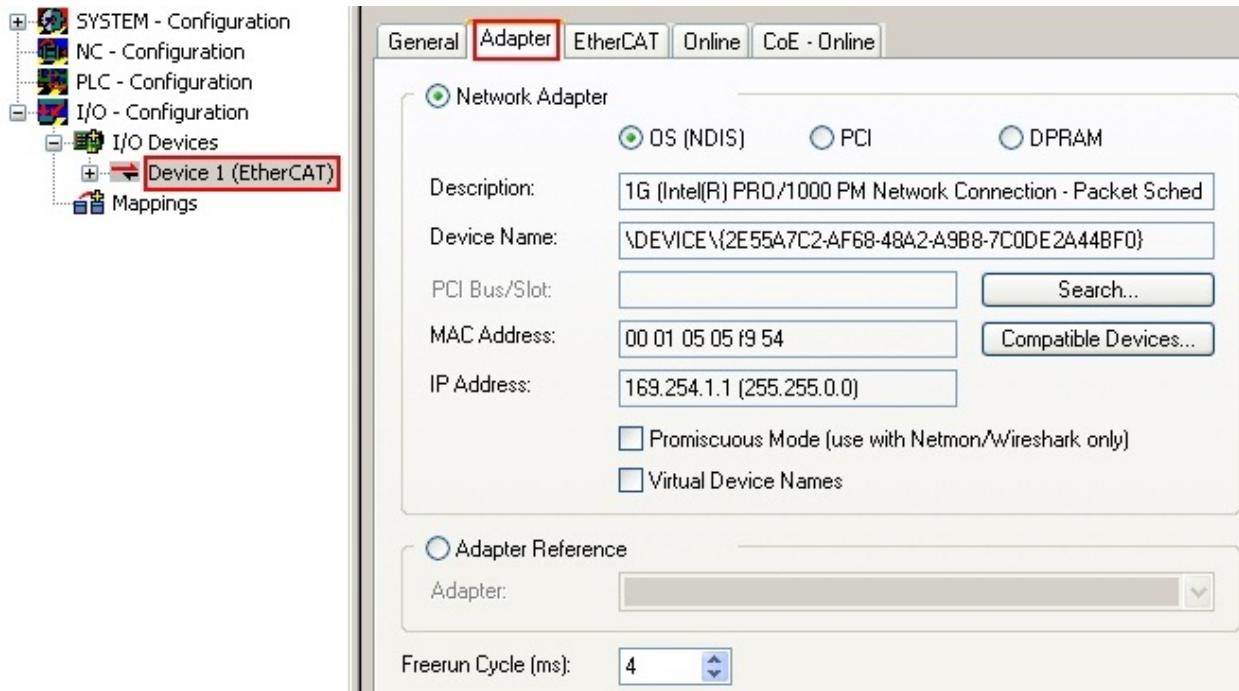 SYSTEM - Configuration
NC - Configuration
PLC - Configuration
I/O - Configuration
I/O Devices
Device 1 (EtherCAT)
Mappings
General Adapter EtherCAT Online CoE - Online
Network Adapter
OS (NDIS) PCI DPRAM
Description: 1G (Intel(R) PRO/1000 PM Network Connection - Packet Sched
Device Name: \DEVICE\{2E55A7C2-AF68-48A2-A9B8-7C0DE2A44BF0}
PCI Bus/Slot: Search...
MAC Address: 00 01 05 05 f9 54 Compatible Devices...
IP Address: 169.254.1.1 (255.255.0.0)
Promiscuous Mode (use with Netmon/Wireshark only)
Virtual Device Names
Adapter Reference
Adapter:
Freerun Cycle (ms): 4